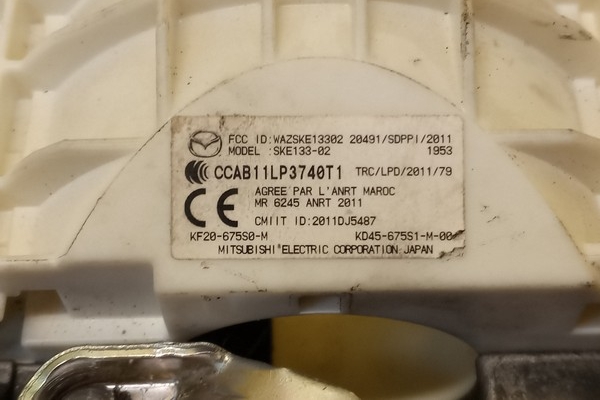 FCC ID:WAZSKE13302 20491/SDPPI/2011
MODEL :SKE133-02 1953
CCAB11LP3740T1 TRC/LPD/2011/79
AGREE PAR L'ANRT MAROC
MR 6245 ANRT 2011
CE
CMIIT ID:2011DJ5487
KF20-675S0-M KD45-675S1-M-00
MITSUBISHI ELECTRIC CORPORATION JAPAN